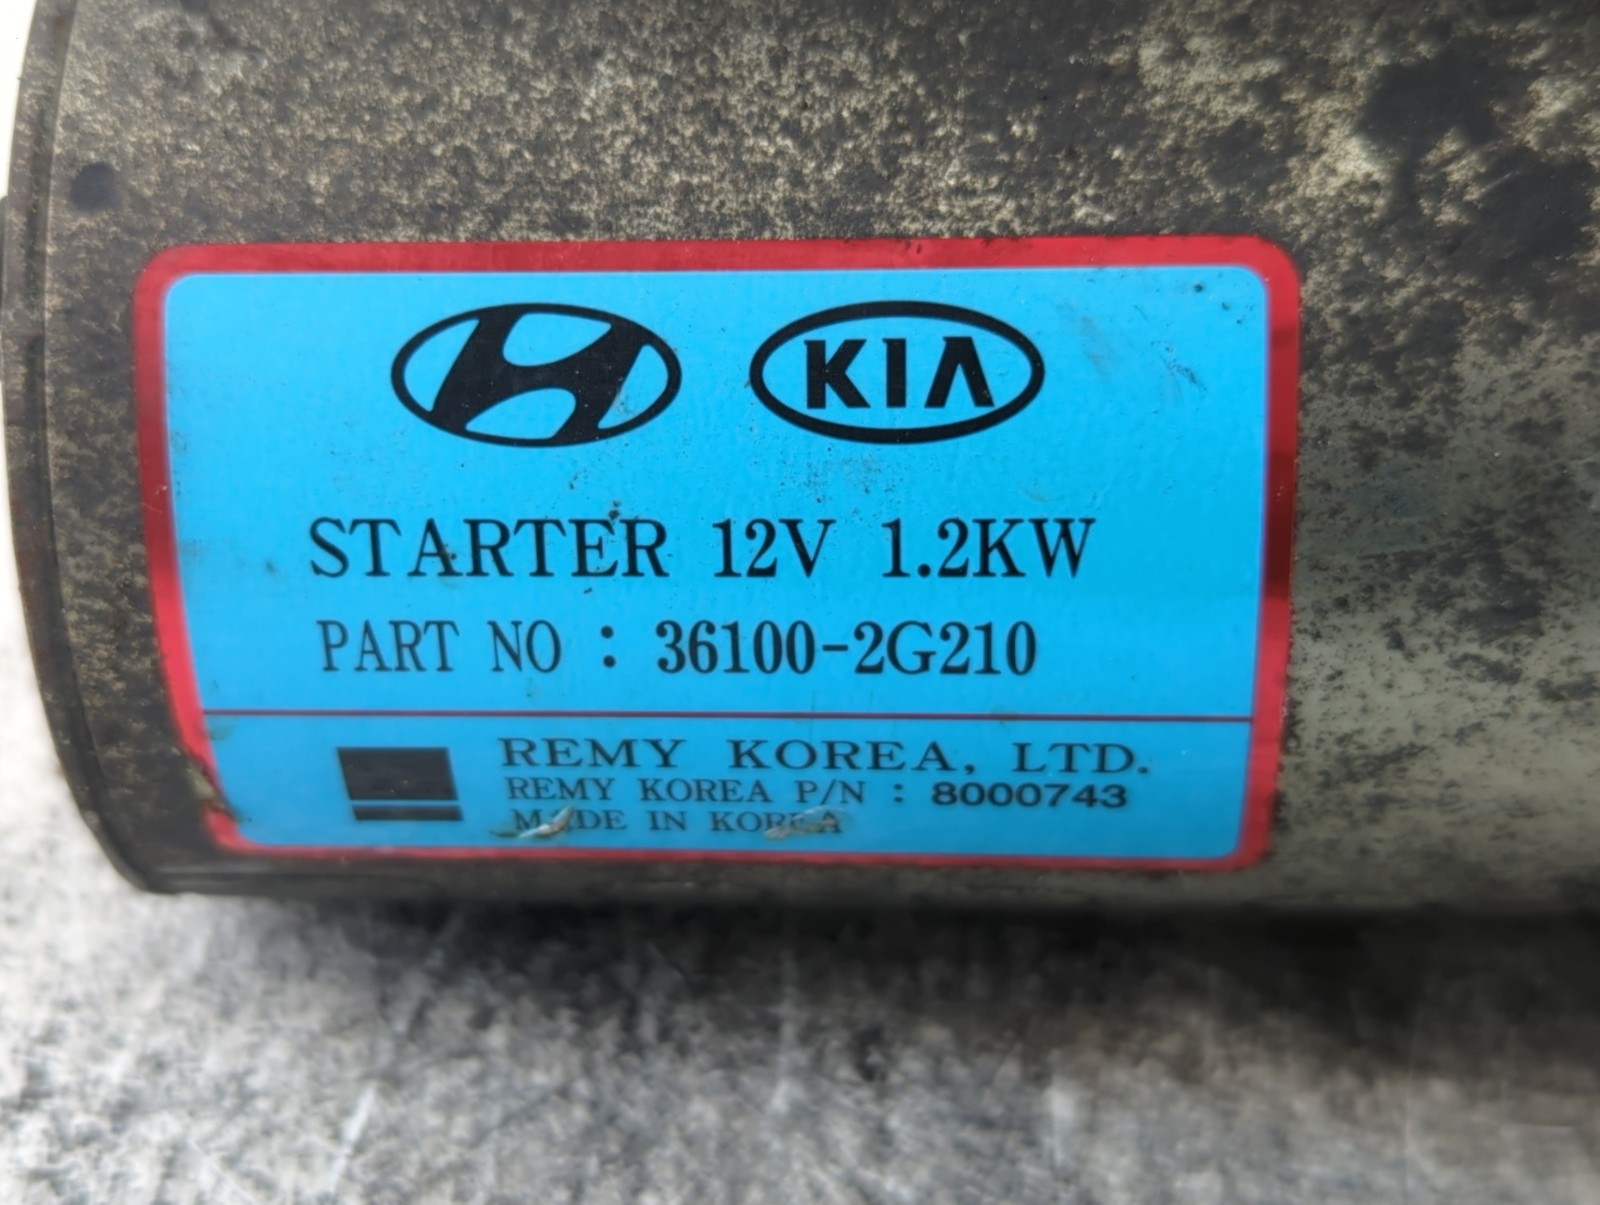 KIA
STARTER 12V 1.2KW
PART NO : 36100-2G210
REMY KOREA, LTD.
REMY KOREA P/N : 8000743
MADE IN KOREA